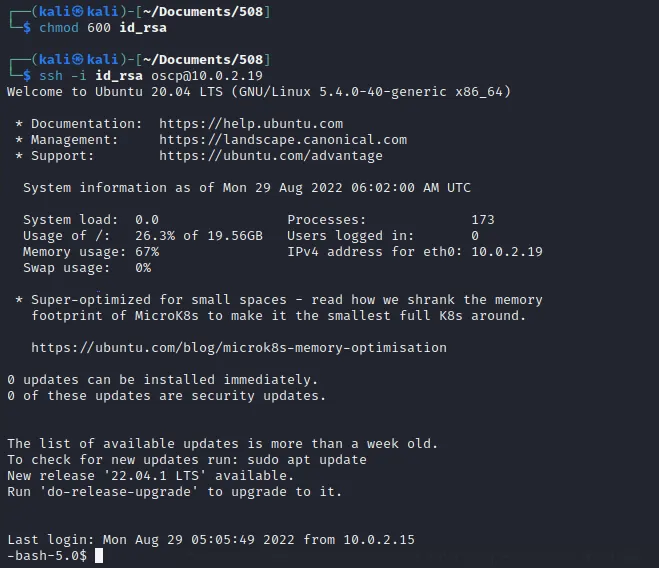 ┌──(kali㉿kali)-[~/Documents/508]
└─$ chmod 600 id_rsa
┌──(kali㉿kali)-[~/Documents/508]
└─$ ssh -i id_rsa oscp@10.0.2.19
Welcome to Ubuntu 20.04 LTS (GNU/Linux 5.4.0-40-generic x86_64)
* Documentation:  https://help.ubuntu.com
* Management:     https://landscape.canonical.com
* Support:        https://ubuntu.com/advantage
System information as of Mon 29 Aug 2022 06:02:00 AM UTC
System load:  0.0                Processes:             173
Usage of /:   26.3% of 19.56GB   Users logged in:       0
Memory usage: 67%                IPv4 address for eth0: 10.0.2.19
Swap usage:   0%
* Super-optimized for small spaces - read how we shrank the memory
footprint of MicroK8s to make it the smallest full K8s around.
https://ubuntu.com/blog/microk8s-memory-optimisation
0 updates can be installed immediately.
0 of these updates are security updates.
The list of available updates is more than a week old.
To check for new updates run: sudo apt update
New release '22.04.1 LTS' available.
Run 'do-release-upgrade' to upgrade to it.
Last login: Mon Aug 29 05:05:49 2022 from 10.0.2.15
-bash-5.0$